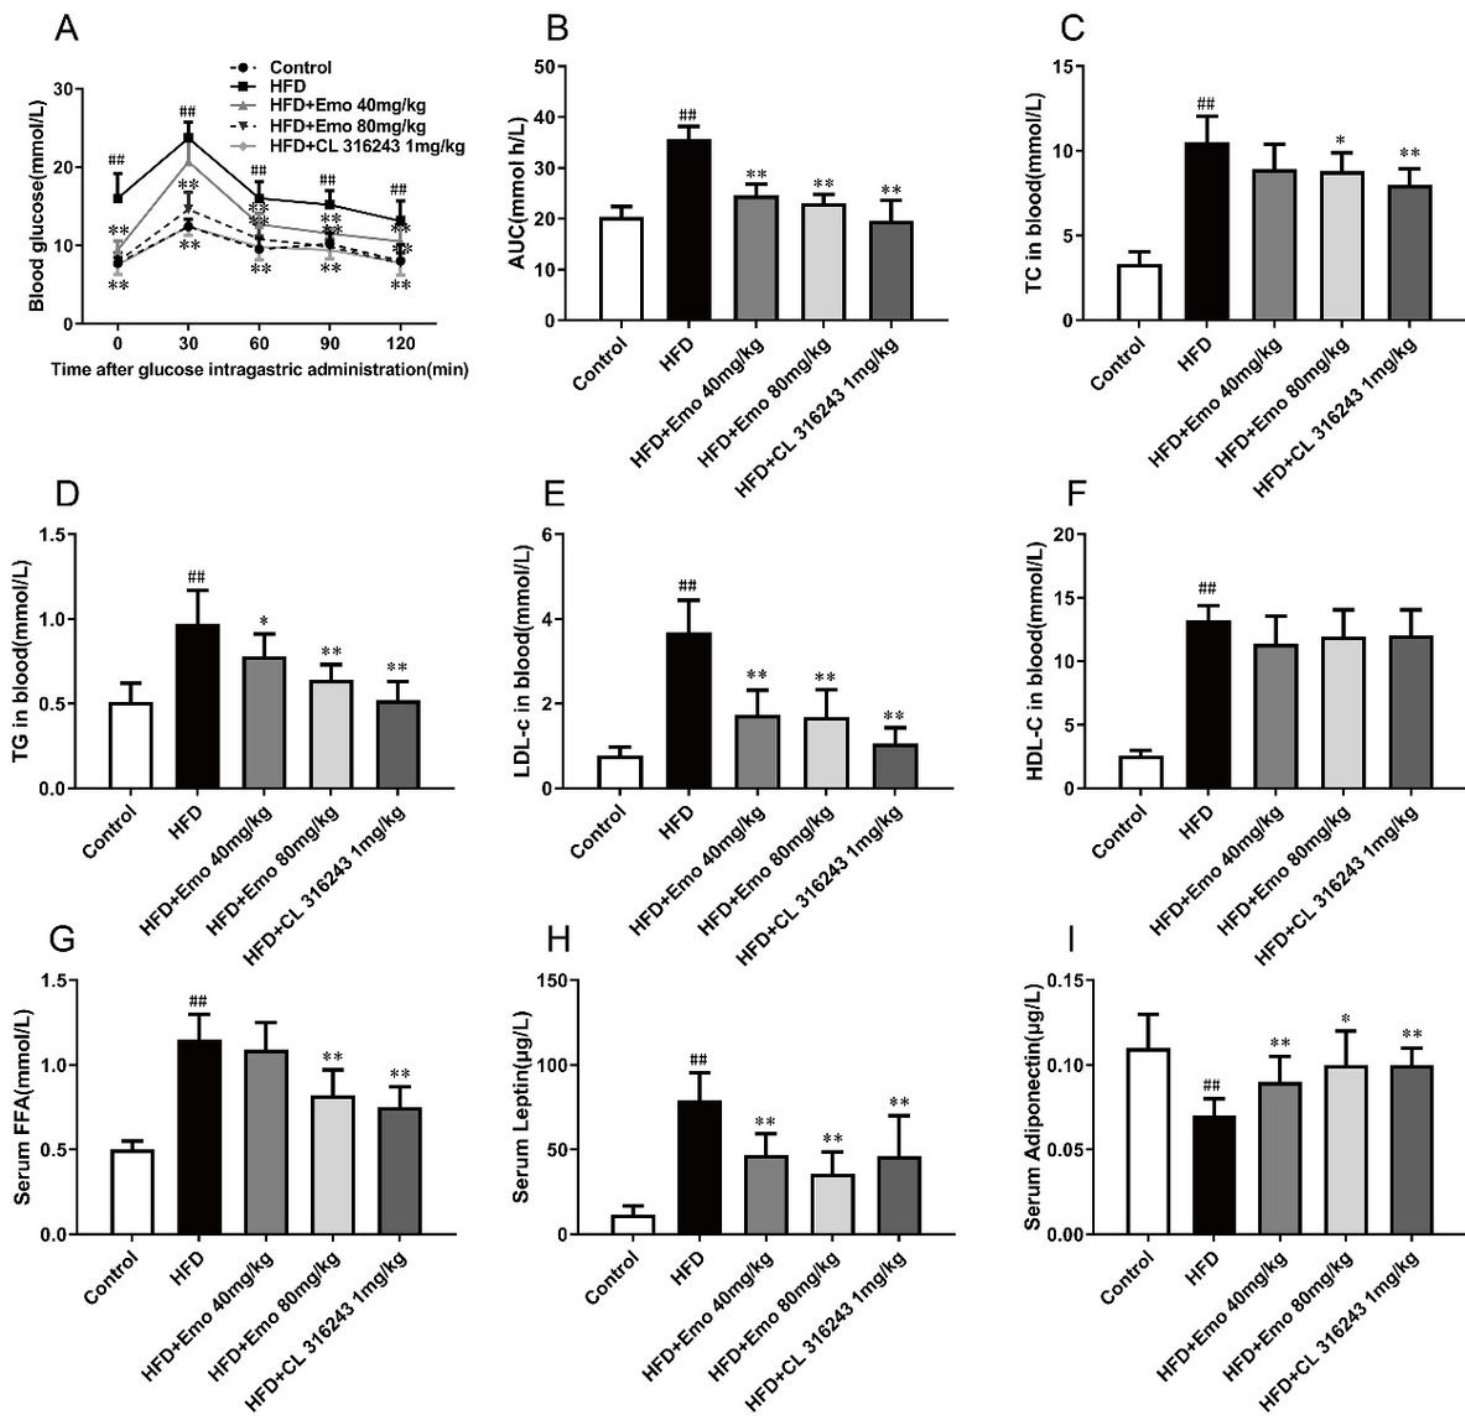 A
Control
HFD
HFD+Emo 40mg/kg
HFD+Emo 80mg/kg
HFD+CL 316243 1mg/kg
Blood glucose(mmol/L)
30
20
10
0
##
##
##
##
##
**
**
**
**
**
**
**
**
**
**
**
**
**
0
30
60
90
120
Time after glucose intragastric administration(min)
B
AUC(mmol h/L)
50
40
30
20
10
0
##
**
**
**
Control
HFD
HFD+Emo 40mg/kg
HFD+Emo 80mg/kg
HFD+CL 316243 1mg/kg
C
TC in blood(mmol/L)
15
10
5
0
##
*
**
Control
HFD
HFD+Emo 40mg/kg
HFD+Emo 80mg/kg
HFD+CL 316243 1mg/kg
D
TG in blood(mmol/L)
1.5
1.0
0.5
0.0
##
*
**
**
Control
HFD
HFD+Emo 40mg/kg
HFD+Emo 80mg/kg
HFD+CL 316243 1mg/kg
E
LDL-c in blood(mmol/L)
6
4
2
0
##
**
**
**
Control
HFD
HFD+Emo 40mg/kg
HFD+Emo 80mg/kg
HFD+CL 316243 1mg/kg
F
HDL-C in blood(mmol/L)
20
15
10
5
0
##
Control
HFD
HFD+Emo 40mg/kg
HFD+Emo 80mg/kg
HFD+CL 316243 1mg/kg
G
Serum FFA(mmol/L)
1.5
1.0
0.5
0.0
##
**
**
Control
HFD
HFD+Emo 40mg/kg
HFD+Emo 80mg/kg
HFD+CL 316243 1mg/kg
H
Serum Leptin(µg/L)
150
100
50
0
##
**
**
**
Control
HFD
HFD+Emo 40mg/kg
HFD+Emo 80mg/kg
HFD+CL 316243 1mg/kg
I
Serum Adiponectin(µg/L)
0.15
0.10
0.05
0.00
##
**
*
**
Control
HFD
HFD+Emo 40mg/kg
HFD+Emo 80mg/kg
HFD+CL 316243 1mg/kg